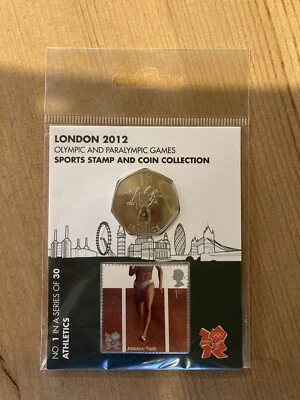 LONDON 2012
OLYMPIC AND PARALYMPIC GAMES
SPORTS STAMP AND COIN COLLECTION
NO 1 IN A SERIES OF 30
ATHLETICS
1st
Athletics: Track